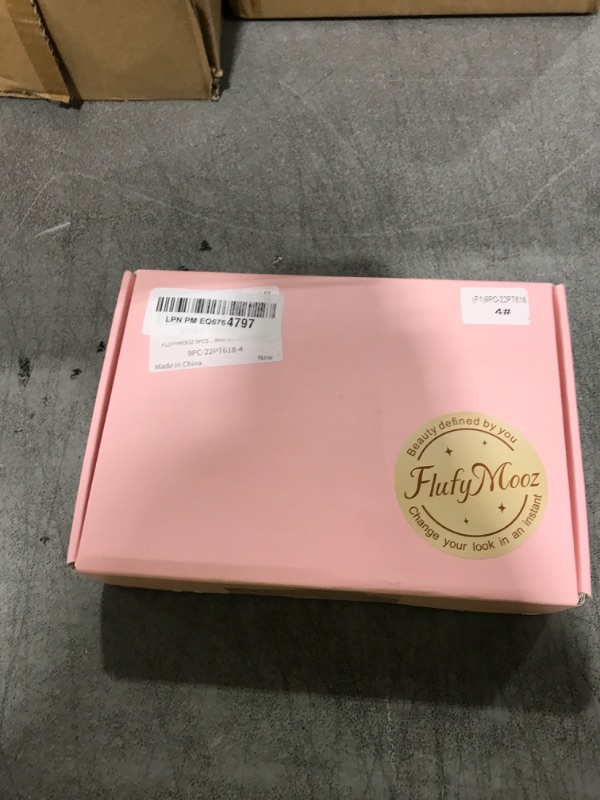 LPN PM EQ6764797
9PC-22PT618-4
Made in China
New
(F1)9PC-22PT618
4#
Beauty defined by you
FlufyMooz
Change your look in an instant